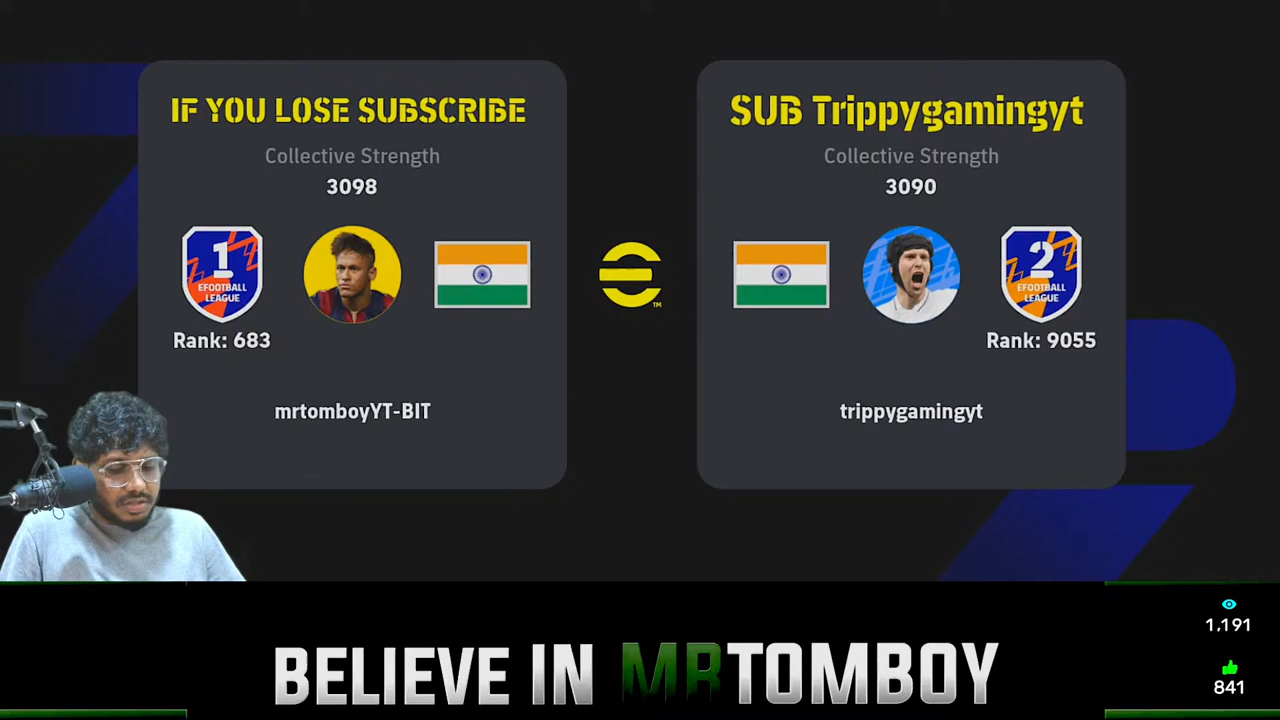 IF YOU LOSE SUBSCRIBE
Collective Strength
3098
1
EFOOTBALL
LEAGUE
Rank: 683
mrtomboyYT-BIT
TM
SUB Trippygamingyt
Collective Strength
3090
2
EFOOTBALL
LEAGUE
Rank: 9055
trippygamingyt
BELIEVE IN MRTOMBOY
1,191
841